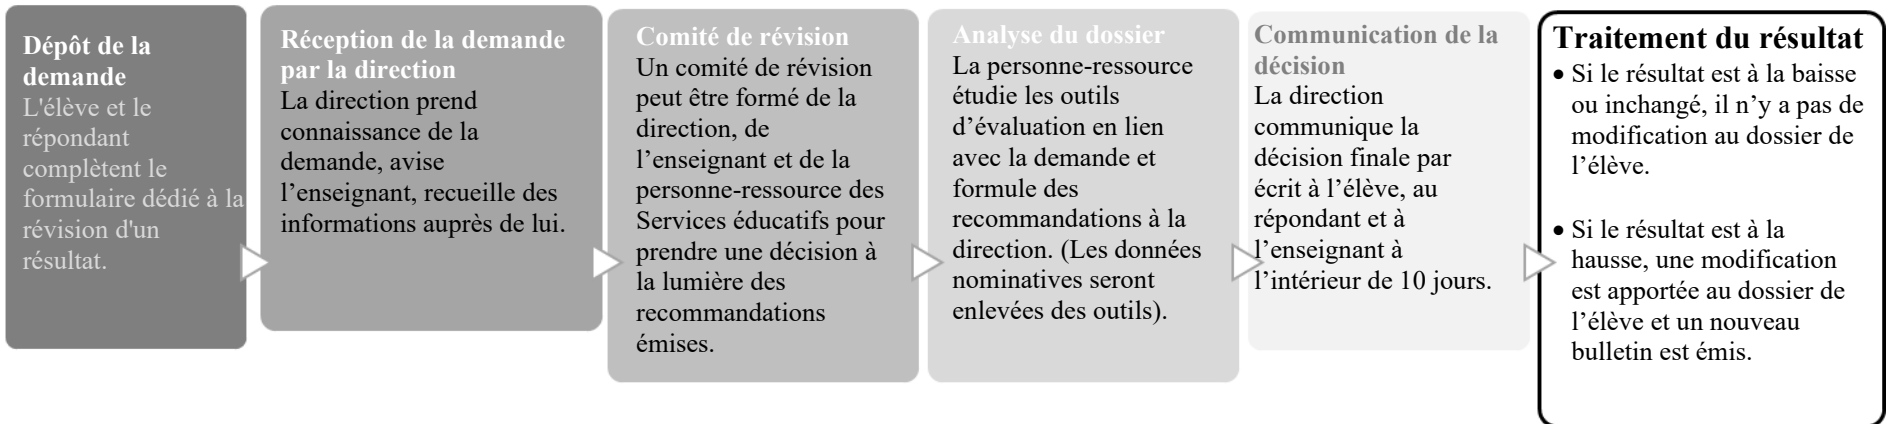 Dépôt de la
demande
L'élève et le
répondant
complètent le
formulaire dédié à la
révision d'un
résultat.
Réception de la demande
par la direction
La direction prend
connaissance de la
demande, avise
l’enseignant, recueille des
informations auprès de lui.
Comité de révision
Un comité de révision
peut être formé de la
direction, de
l’enseignant et de la
personne-ressource des
Services éducatifs pour
prendre une décision à
la lumière des
recommandations
émises.
Analyse du dossier
La personne-ressource
étudie les outils
d’évaluation en lien
avec la demande et
formule des
recommandations à la
direction. (Les données
nominatives seront
enlevées des outils).
Communication de la
décision
La direction
communique la
décision finale par
écrit à l’élève, au
répondant et à
l’enseignant à
l’intérieur de 10 jours.
Traitement du résultat
• Si le résultat est à la baisse
ou inchangé, il n’y a pas de
modification au dossier de
l’élève.
• Si le résultat est à la
hausse, une modification
est apportée au dossier de
l’élève et un nouveau
bulletin est émis.